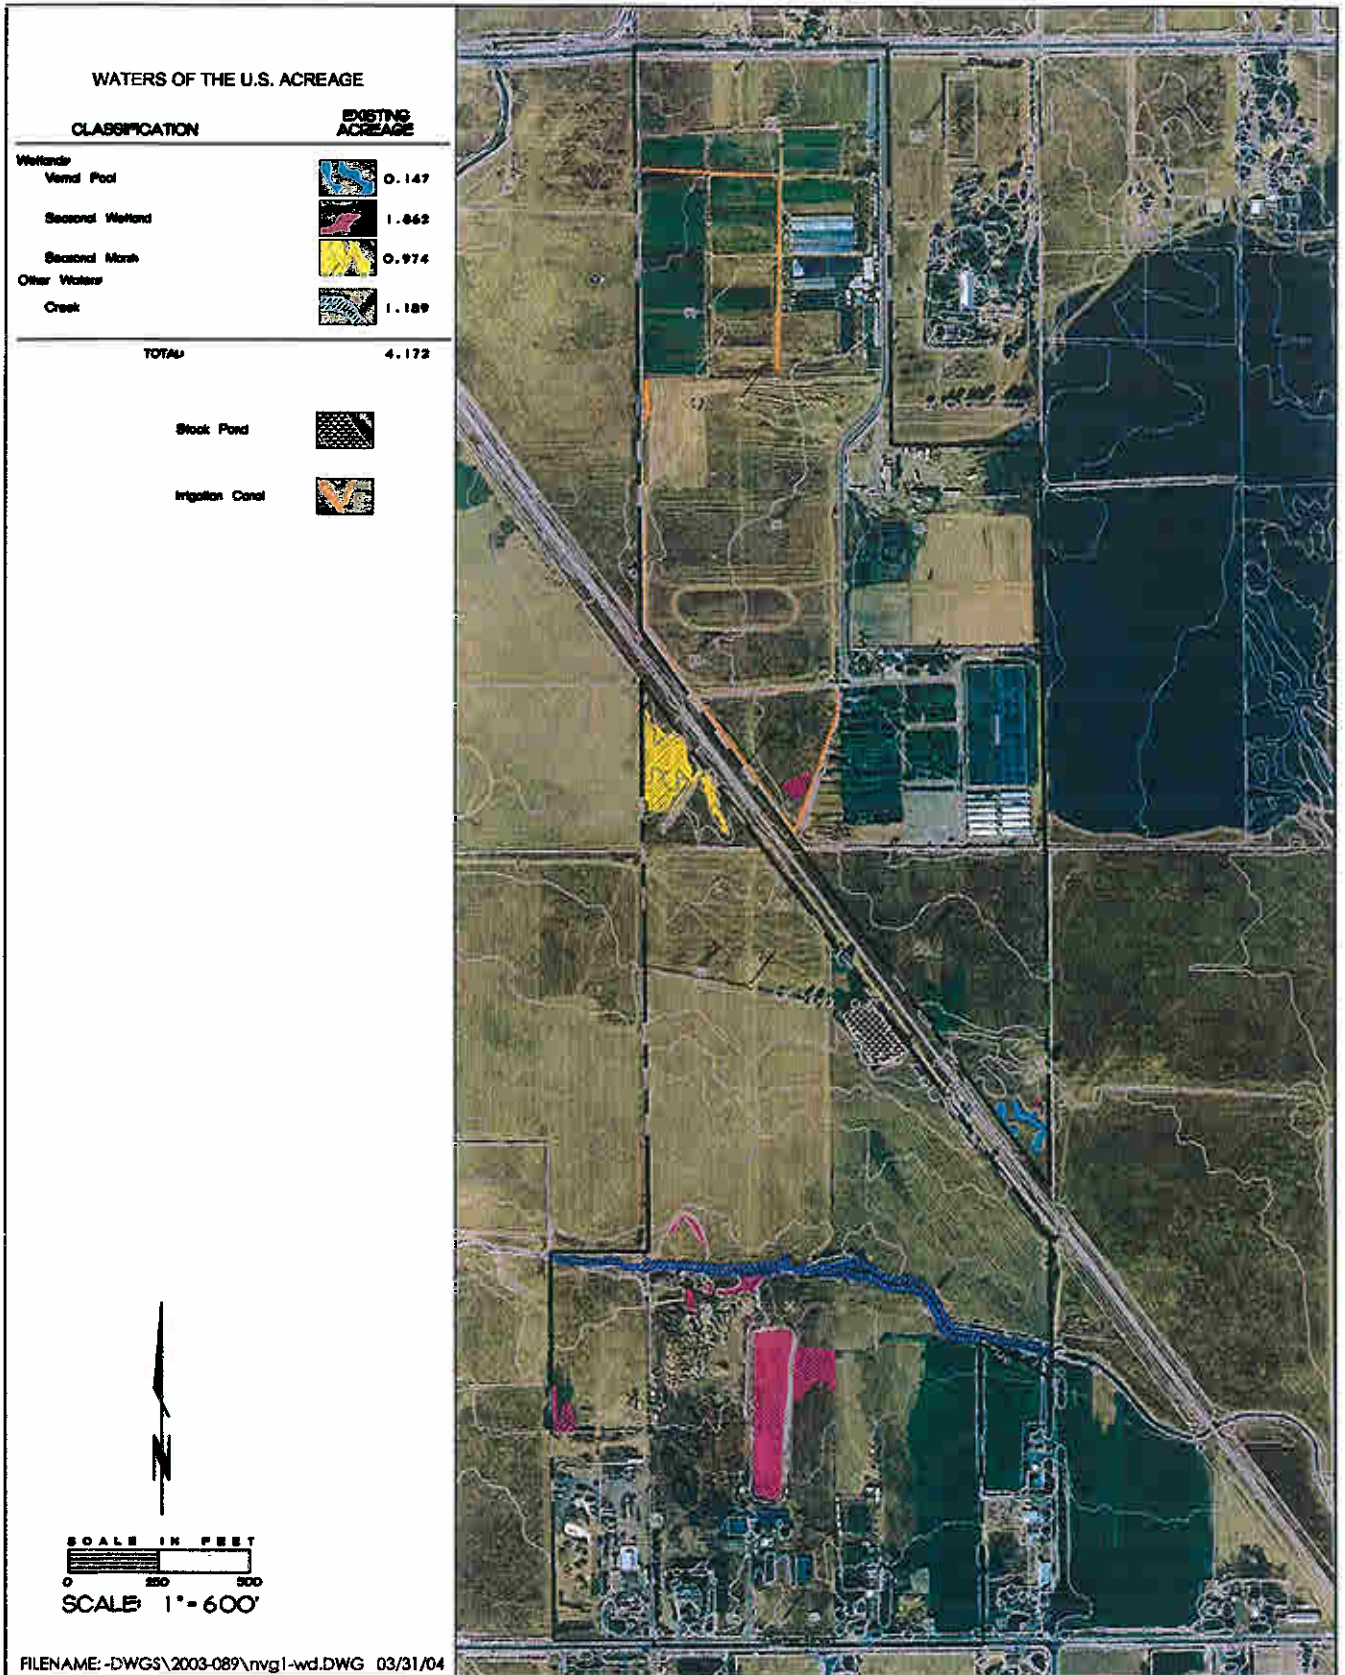 WATERS OF THE U.S. ACREAGE
CLASSIFICATION
EXISTING
ACREAGE
Wetlands
Vernal Pool 0.147
Seasonal Wetland 1.862
Seasonal Marsh 0.974
Other Waters
Creek 1.189
TOTAL 4.172
Stock Pond
Irrigation Canal
N
SCALE IN FEET
0 250 500
SCALE: 1"=600'
FILENAME: -DWGS\2003-089\nvg1-wd.DWG 03/31/04